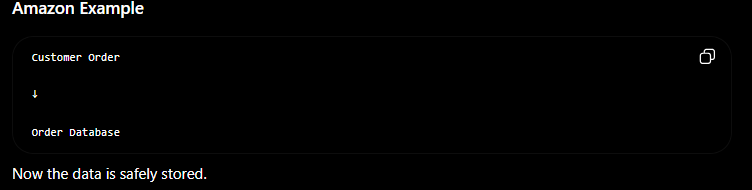 Amazon Example
Customer Order
↓
Order Database
Now the data is safely stored.